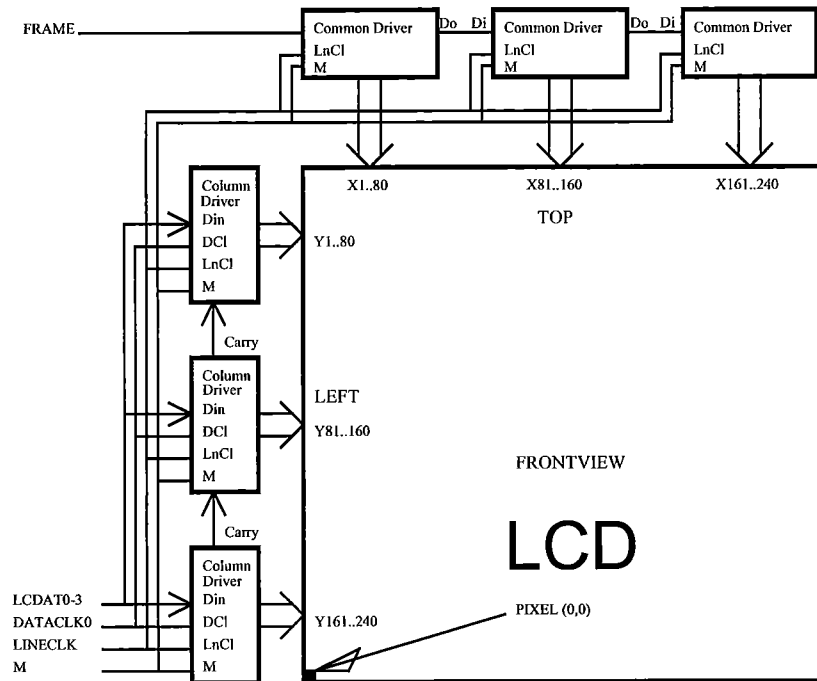 FRAME
Common Driver
LnCl
M
Do Di
Common Driver
LnCl
M
Do Di
Common Driver
LnCl
M
X1..80
X81..160
X161..240
TOP
Column
Driver
Din
DCl
LnCl
M
Y1..80
Carry
Column
Driver
Din
DCl
LnCl
M
LEFT
Y81..160
FRONTVIEW
LCD
Carry
Column
Driver
Din
DCl
LnCl
M
Y161..240
PIXEL (0,0)
LCDAT0-3
DATACLK0
LINECLK
M